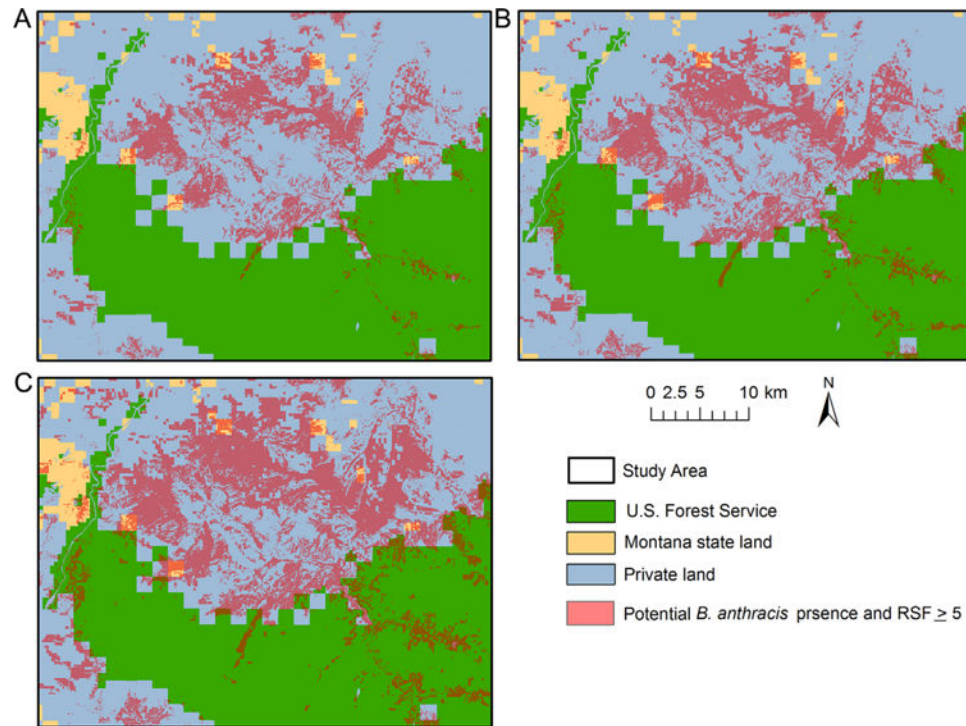 A
B
C
0 2.5 5 10 km
N
Study Area
U.S. Forest Service
Montana state land
Private land
Potential B. anthracis prsence and RSF ≥ 5